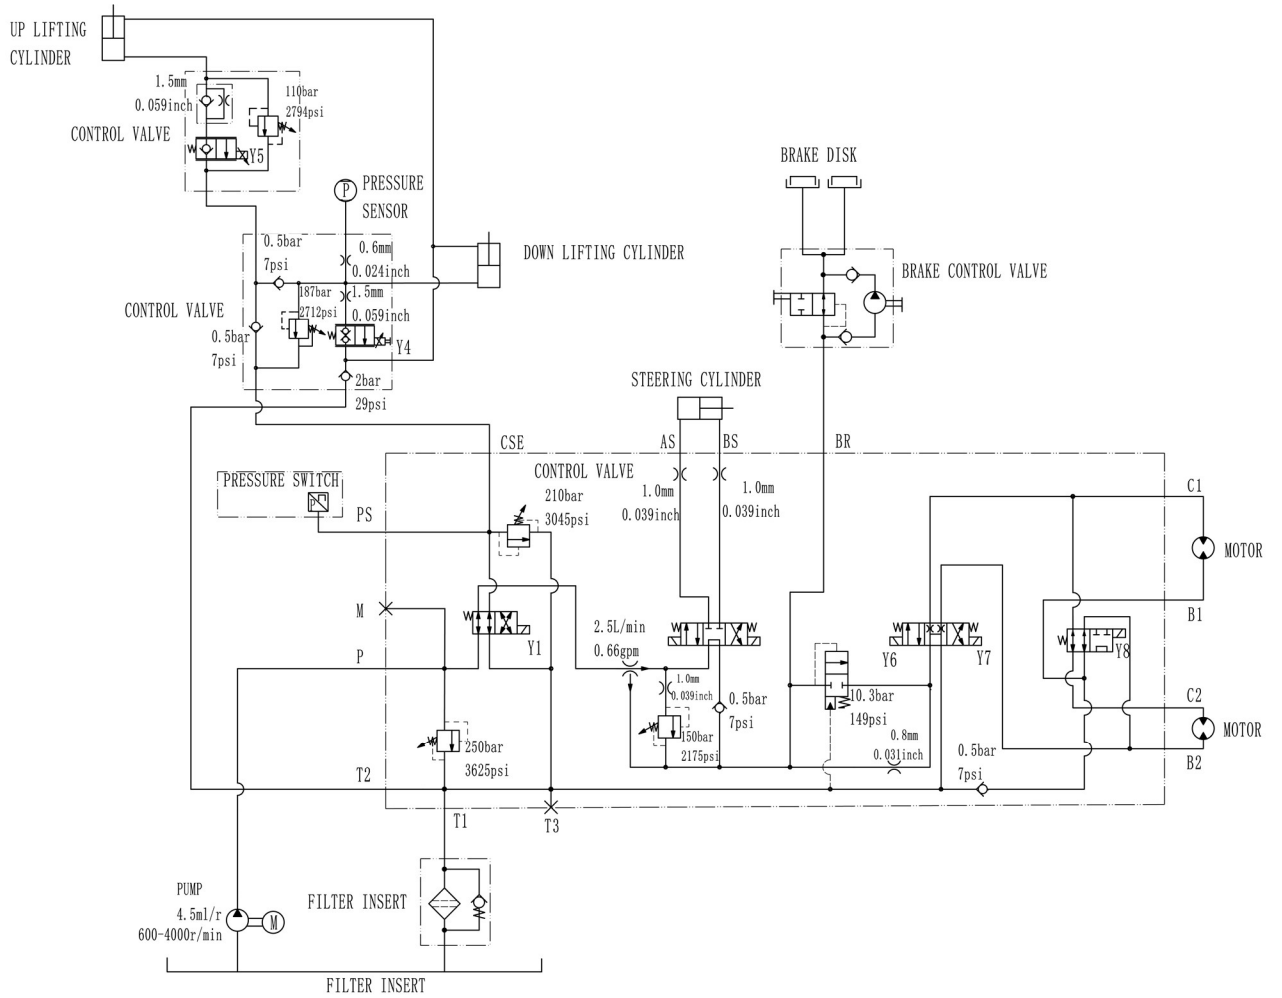 UP LIFTING
CYLINDER
1.5mm
0.059inch
110bar
2794psi
CONTROL VALVE
Y5
P
PRESSURE
SENSOR
0.5bar
7psi
0.6mm
0.024inch
187bar
2712psi
1.5mm
0.059inch
CONTROL VALVE
0.5bar
7psi
Y4
2bar
29psi
DOWN LIFTING CYLINDER
BRAKE DISK
BRAKE CONTROL VALVE
STEERING CYLINDER
CSE
AS
BS
BR
PRESSURE SWITCH
P
PS
CONTROL VALVE
210bar
3045psi
1.0mm
0.039inch
1.0mm
0.039inch
C1
MOTOR
B1
M
P
Y1
2.5L/min
0.66gpm
1.0mm
0.039inch
0.5bar
7psi
150bar
2175psi
Y6
Y7
Y8
10.3bar
149psi
0.8mm
0.031inch
0.5bar
7psi
C2
MOTOR
B2
250bar
3625psi
T2
T1
T3
PUMP
4.5ml/r
600-4000r/min
M
FILTER INSERT
FILTER INSERT